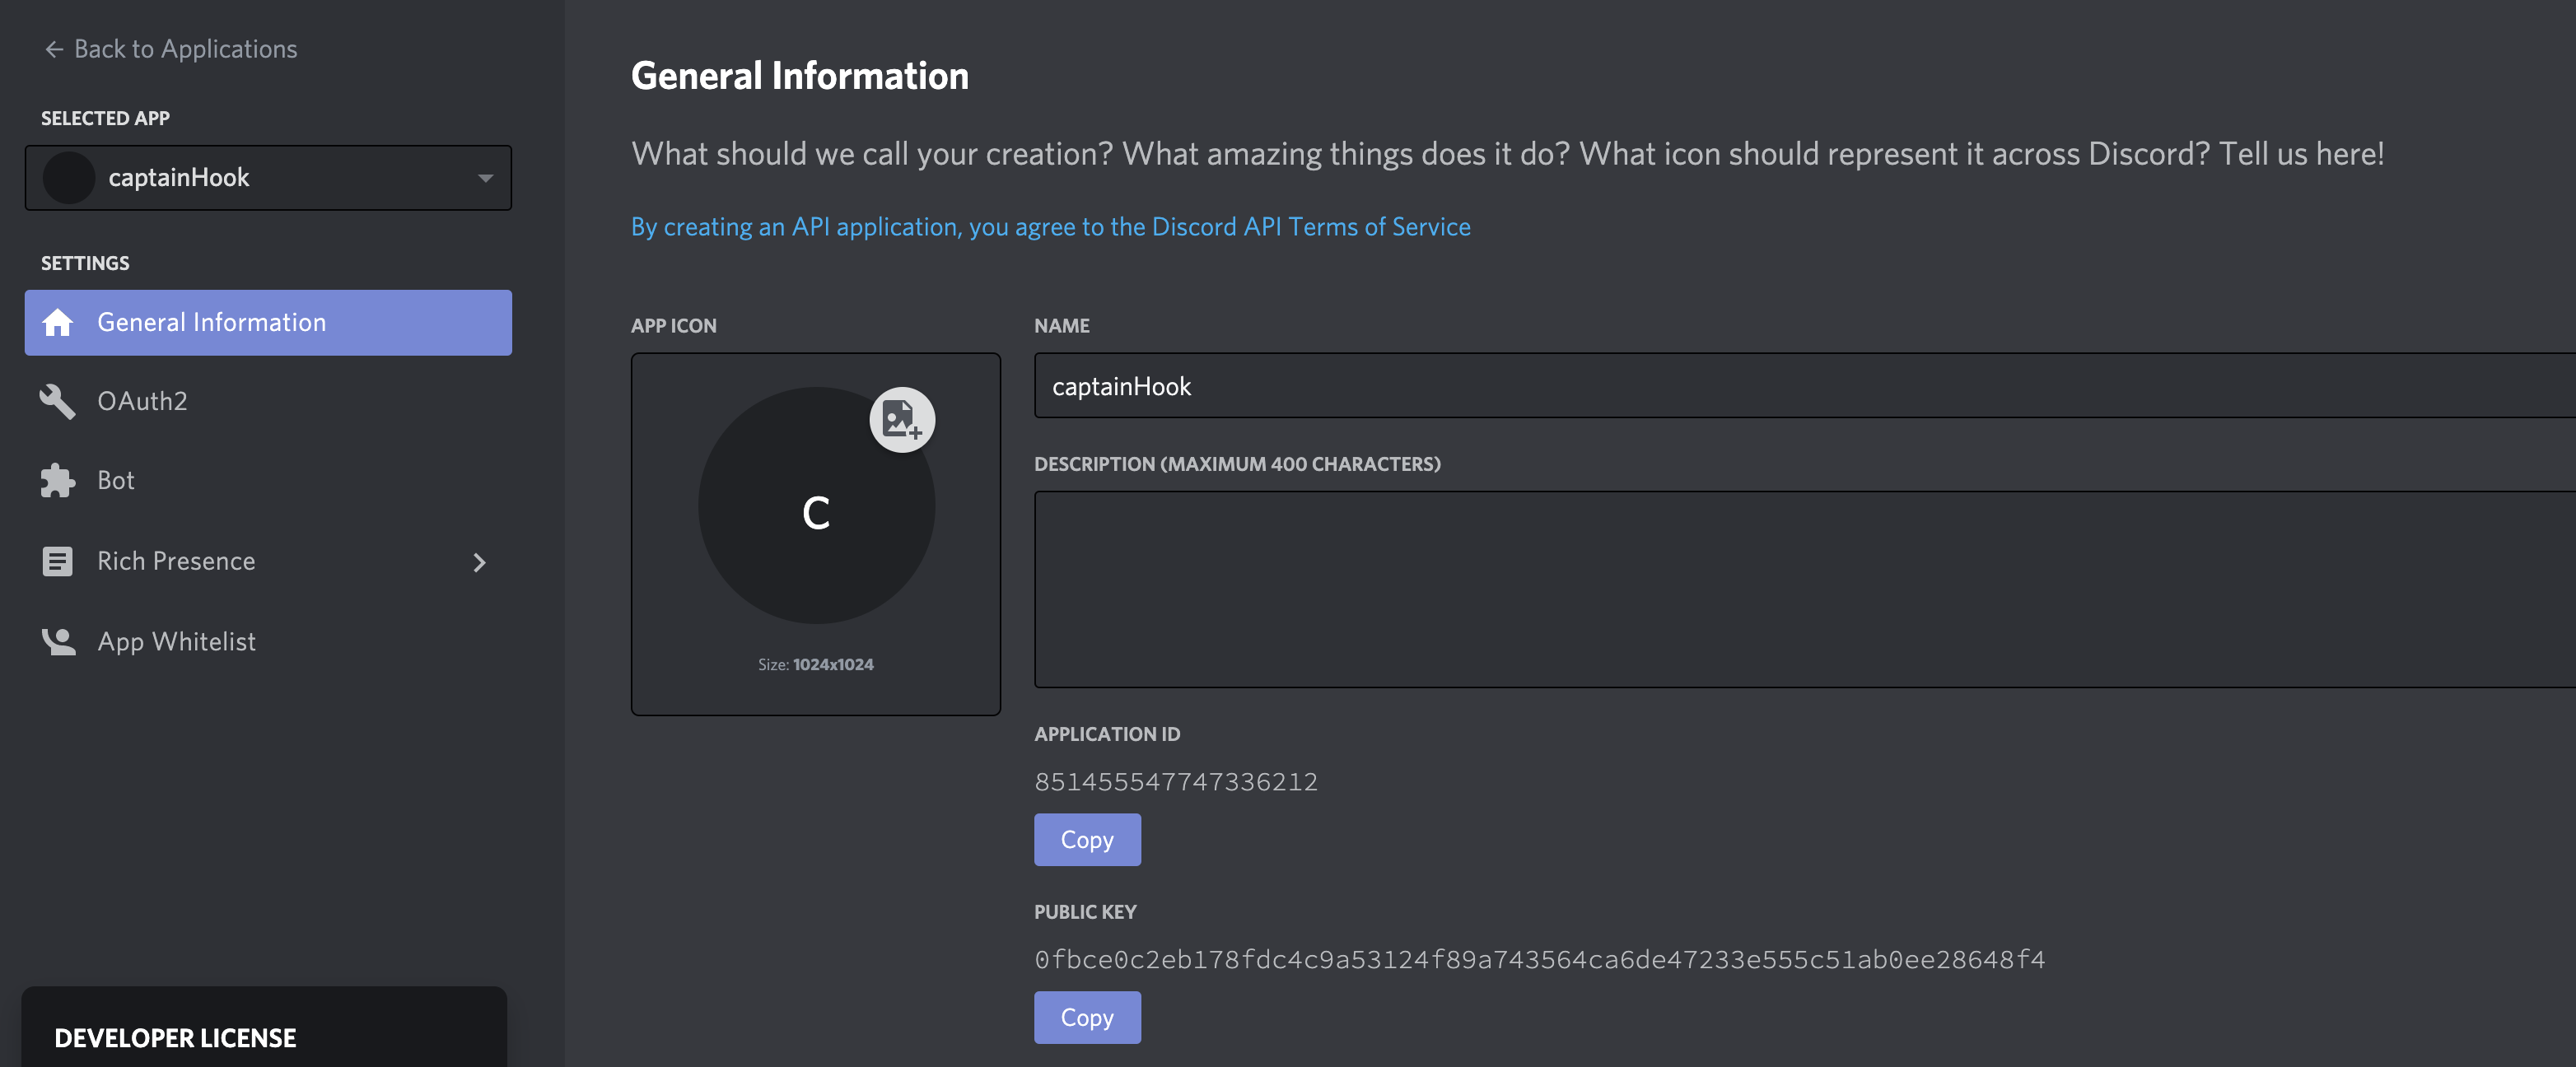 ← Back to Applications
SELECTED APP
captainHook
SETTINGS
General Information
OAuth2
Bot
Rich Presence
App Whitelist
DEVELOPER LICENSE
General Information
What should we call your creation? What amazing things does it do? What icon should represent it across Discord? Tell us here!
By creating an API application, you agree to the Discord API Terms of Service
APP ICON
C
Size: 1024x1024
NAME
captainHook
DESCRIPTION (MAXIMUM 400 CHARACTERS)
APPLICATION ID
851455547747336212
Copy
PUBLIC KEY
0fbce0c2eb178fdc4c9a53124f89a743564ca6de47233e555c51ab0ee28648f4
Copy